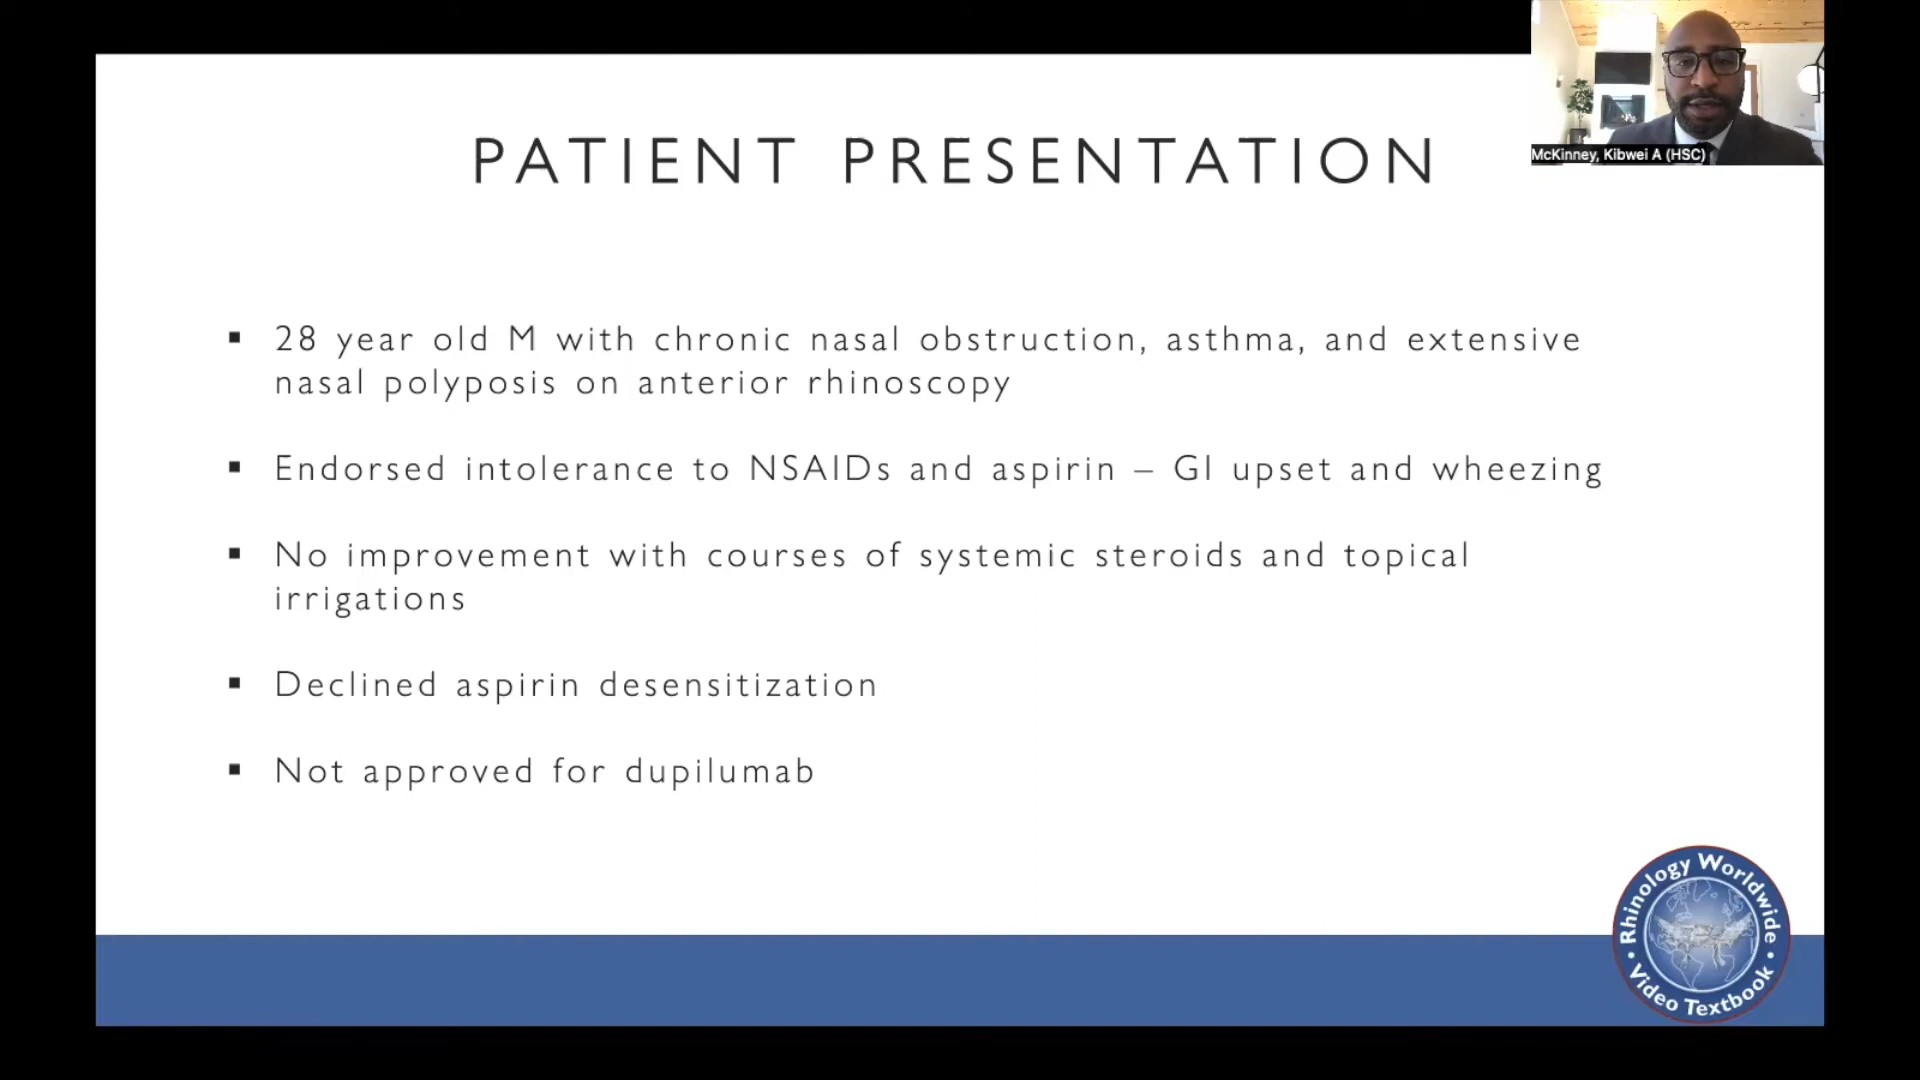 McKinney, Kibwei A (HSC)
PATIENT PRESENTATION
▪ 28 year old M with chronic nasal obstruction, asthma, and extensive
nasal polyposis on anterior rhinoscopy
▪ Endorsed intolerance to NSAIDs and aspirin – GI upset and wheezing
▪ No improvement with courses of systemic steroids and topical
irrigations
▪ Declined aspirin desensitization
▪ Not approved for dupilumab
Rhinology Worldwide
• Video Textbook •